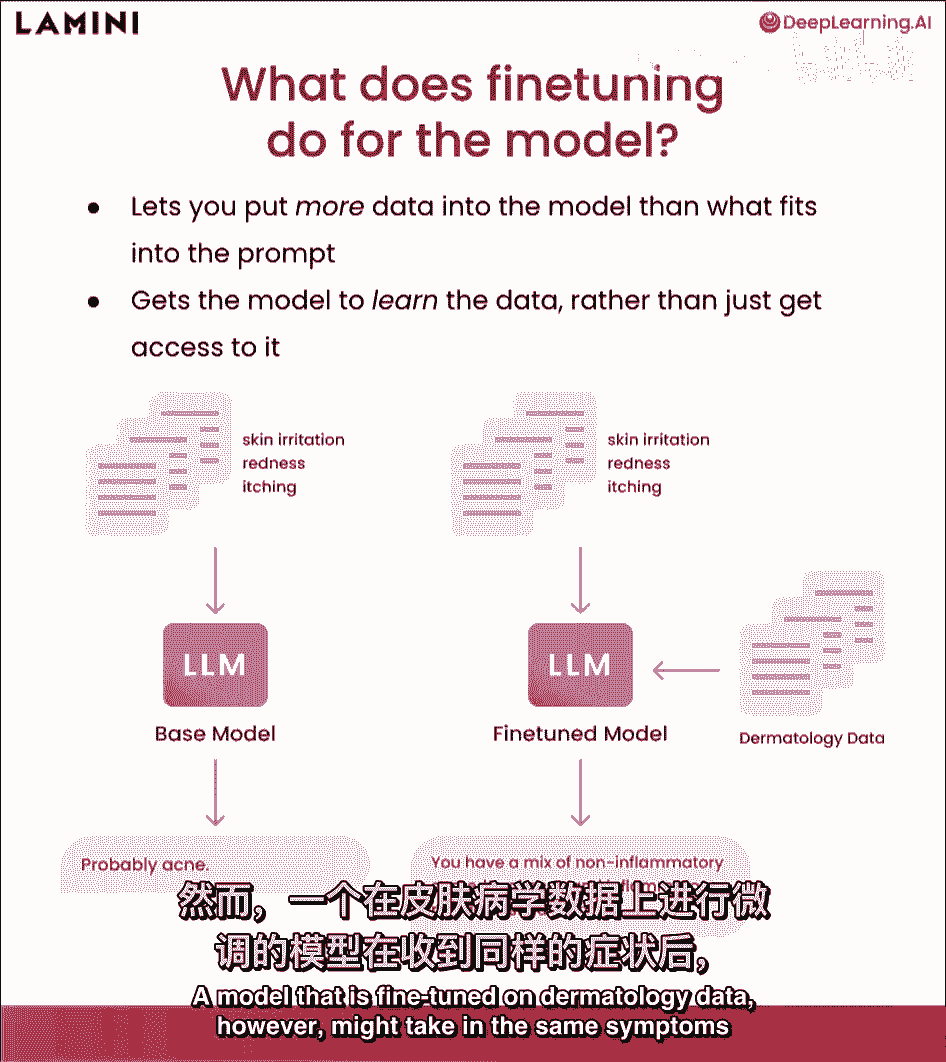 LAMINI
DeepLearning.AI
What does finetuning
do for the model?
● Lets you put more data into the model than what fits
into the prompt
● Gets the model to learn the data, rather than just get
access to it
skin irritation
redness
itching
skin irritation
redness
itching
LLM
LLM
Base Model
Finetuned Model
Dermatology Data
Probably acne.
You have a mix of non-inflammatory
然而，一个在皮肤病学数据上进行微
调的模型在收到同样的症状后，
A model that is fine-tuned on dermatology data,
however, might take in the same symptoms